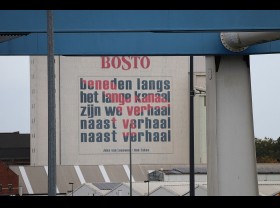 BOSTO
beneden langs
het lange kanaal
zijn we verhaal
naast verhaal
naast verhaal